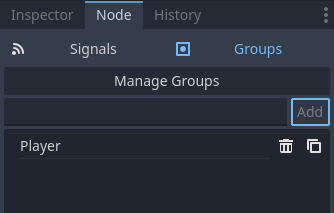 Inspector Node History
Signals Groups
Manage Groups
Add
Player